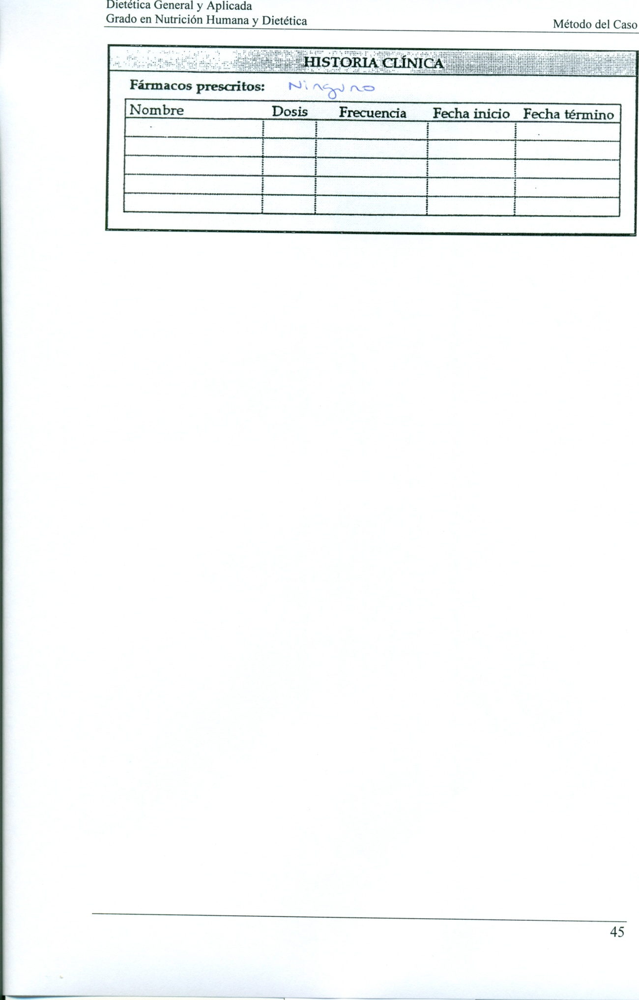 Dietética General y Aplicada
Grado en Nutrición Humana y Dietética
Método del Caso
HISTORIA CLÍNICA
Fármacos prescritos: Ninguno
Nombre Dosis Frecuencia Fecha inicio Fecha término
45